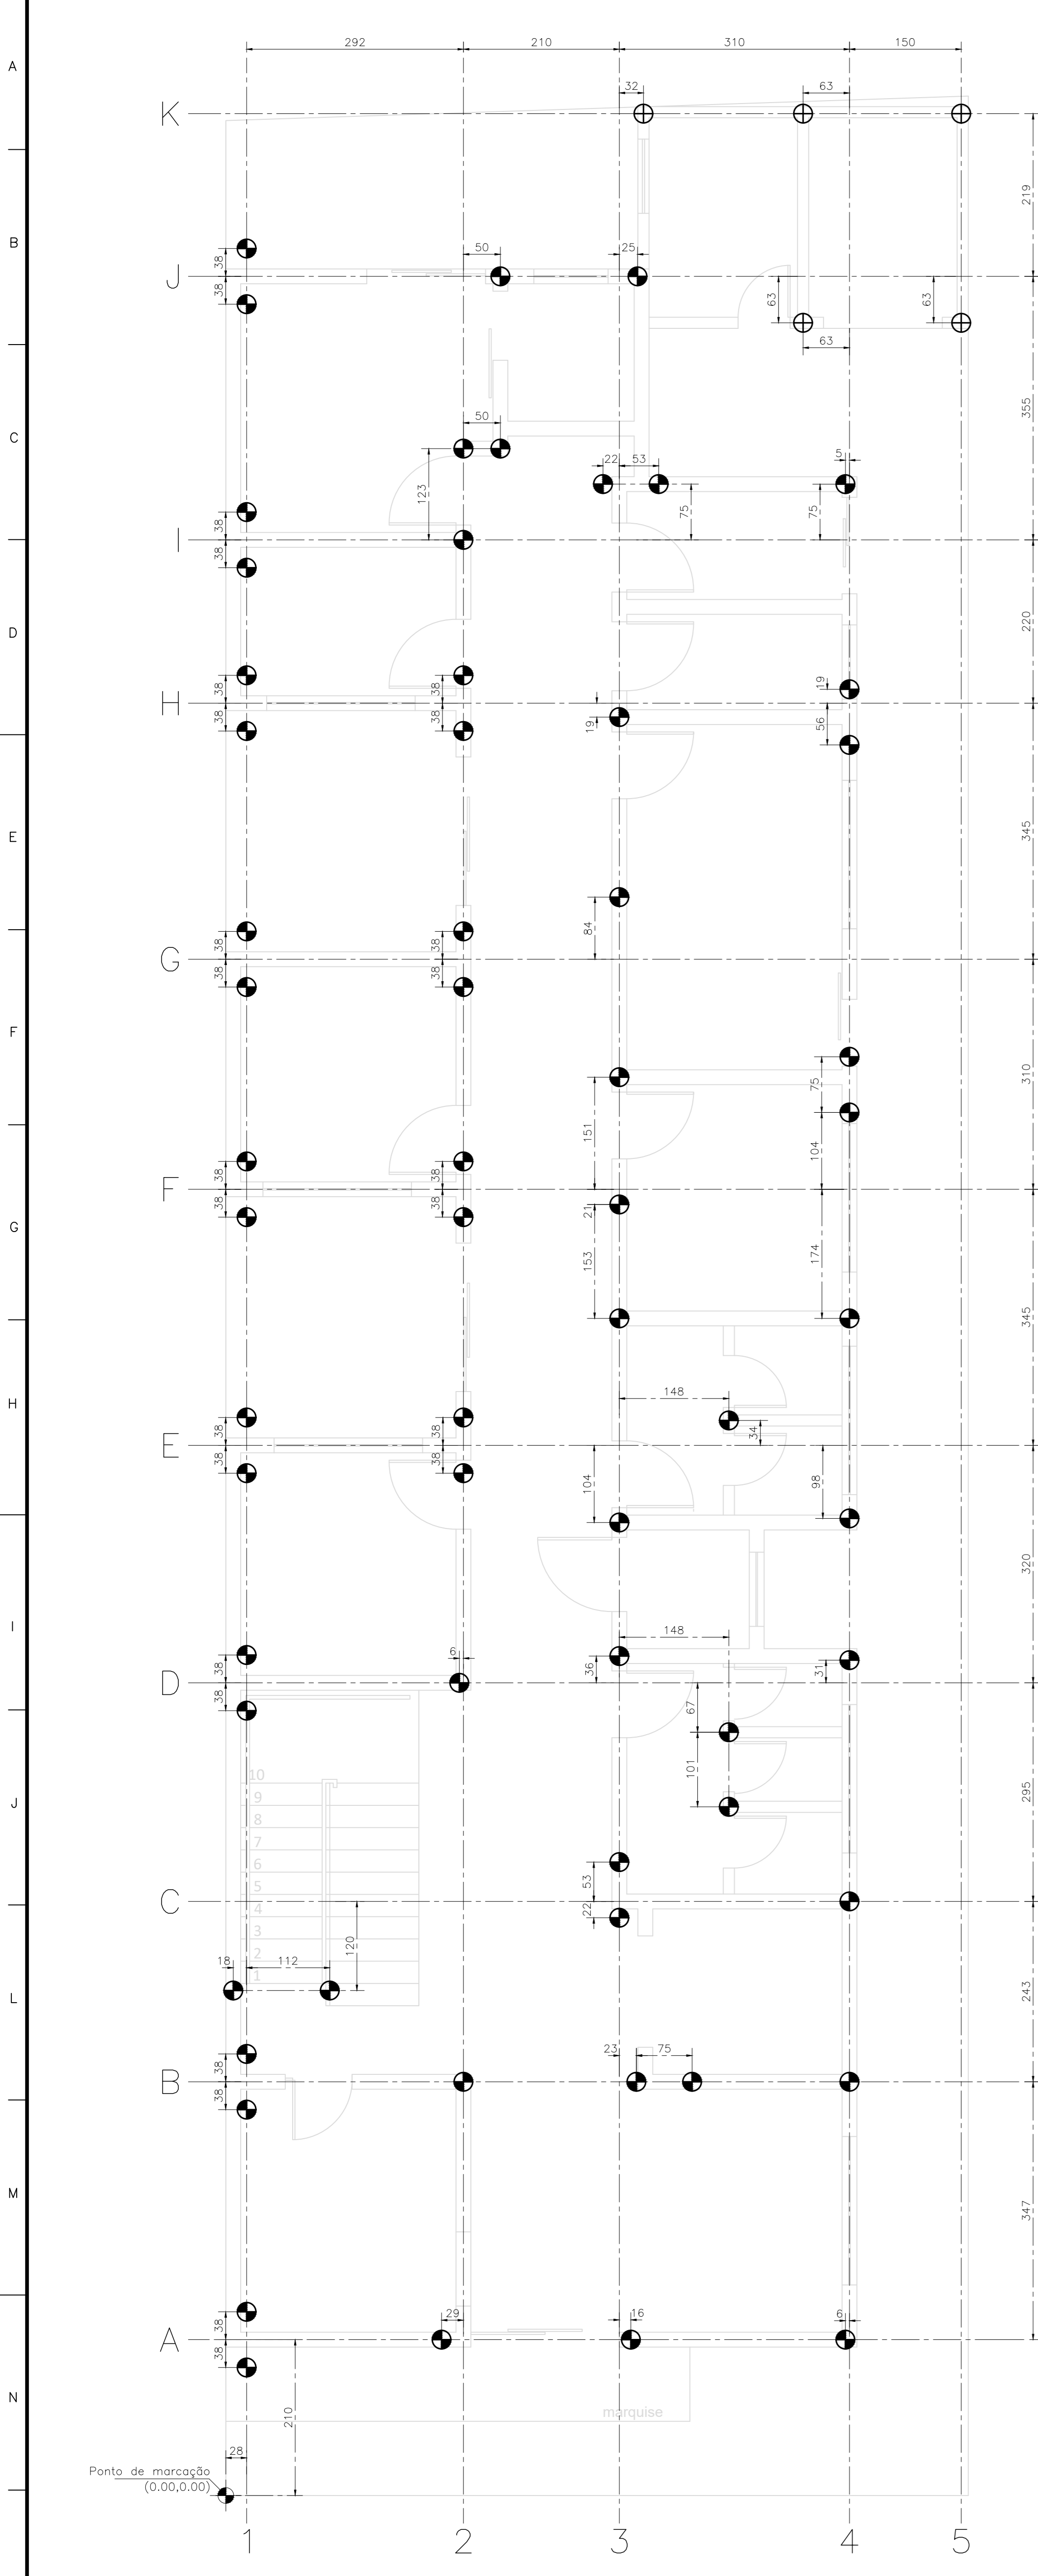 292 210 310 150
A
32 63
K
219
B
50 25
38
J
38 63 63
63
355
C
50
22 53 5
123 75 75
38
I
38
D
220
38 38 19
H
38 38 19 56
E
345
84
38 38
G
38 38
F
310
75
151 104
38 38
F
38 38 21
G
153 174
345
H
148
38 38 34
E
38 38 104 98
320
I
148
6
38 36 31
D
38 67
10
9
8
7
6
5
4
3
2
1
101
J
295
53
C
22
120
18 112
L
243
23 75
38
B
38
M
347
29 16 6
38
A
38
N
210
marquise
28
Ponto de marcação
(0.00,0.00)
1 2 3 4 5